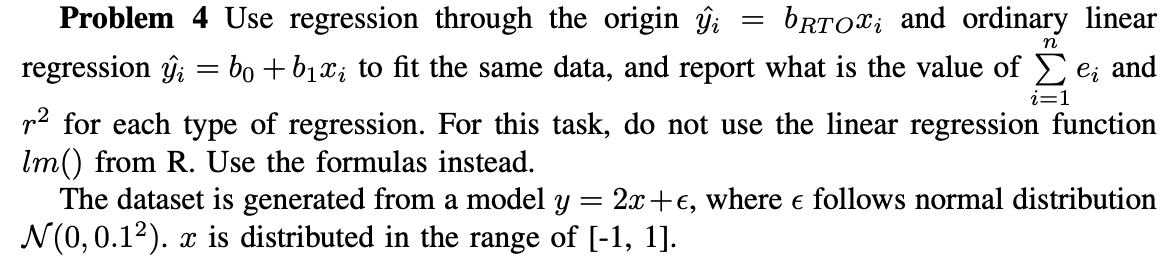 Problem 4 Use regression through the origin ŷᵢ = b_{RTO}xᵢ and ordinary linear
regression ŷᵢ = b₀ + b₁xᵢ to fit the same data, and report what is the value of ∑_{i=1}^{n} eᵢ and
r² for each type of regression. For this task, do not use the linear regression function
lm() from R. Use the formulas instead.
The dataset is generated from a model y = 2x+ϵ, where ϵ follows normal distribution
𝒩(0, 0.1²). x is distributed in the range of [-1, 1].